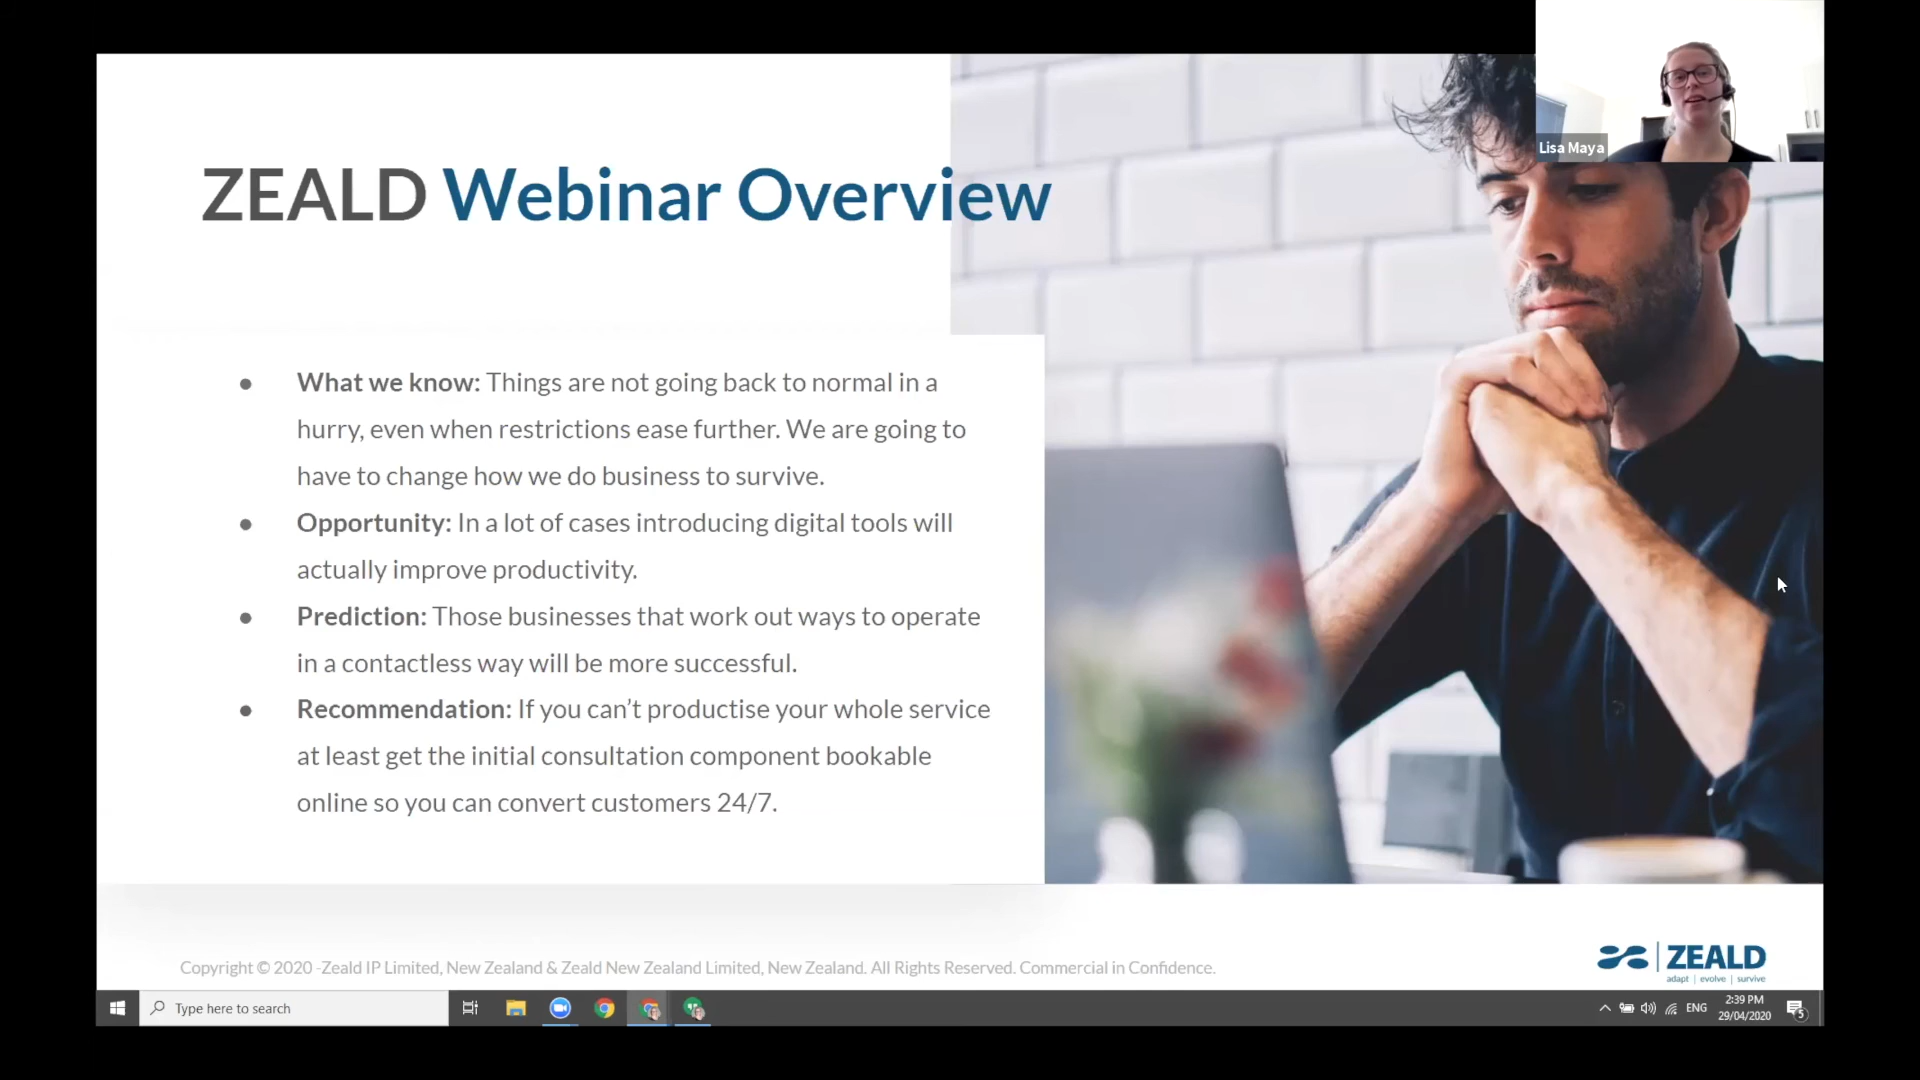 Lisa Maya
ZEALD Webinar Overview
● What we know: Things are not going back to normal in a
hurry, even when restrictions ease further. We are going to
have to change how we do business to survive.
● Opportunity: In a lot of cases introducing digital tools will
actually improve productivity.
● Prediction: Those businesses that work out ways to operate
in a contactless way will be more successful.
● Recommendation: If you can’t productise your whole service
at least get the initial consultation component bookable
online so you can convert customers 24/7.
Copyright © 2020 -Zeald IP Limited, New Zealand & Zeald New Zealand Limited, New Zealand. All Rights Reserved. Commercial in Confidence.
ZEALD
adapt | evolve | survive
Type here to search
ENG
2:39 PM
29/04/2020
5